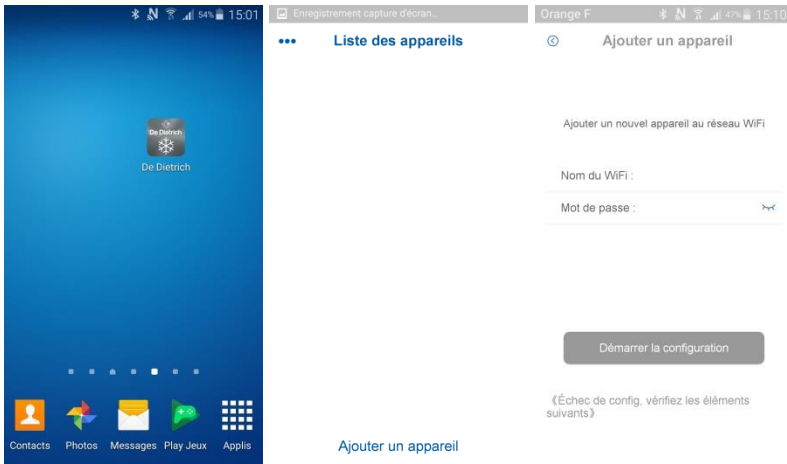 54% 15:01
De Dietrich
De Dietrich
Contacts Photos Messages Play Jeux Applis
Enregistrement capture d'écran...
Liste des appareils
Ajouter un appareil
Orange F 47% 15:10
Ajouter un appareil
Ajouter un nouvel appareil au réseau WiFi
Nom du WiFi :
Mot de passe :
Démarrer la configuration
《Échec de config, vérifiez les éléments
suivants》